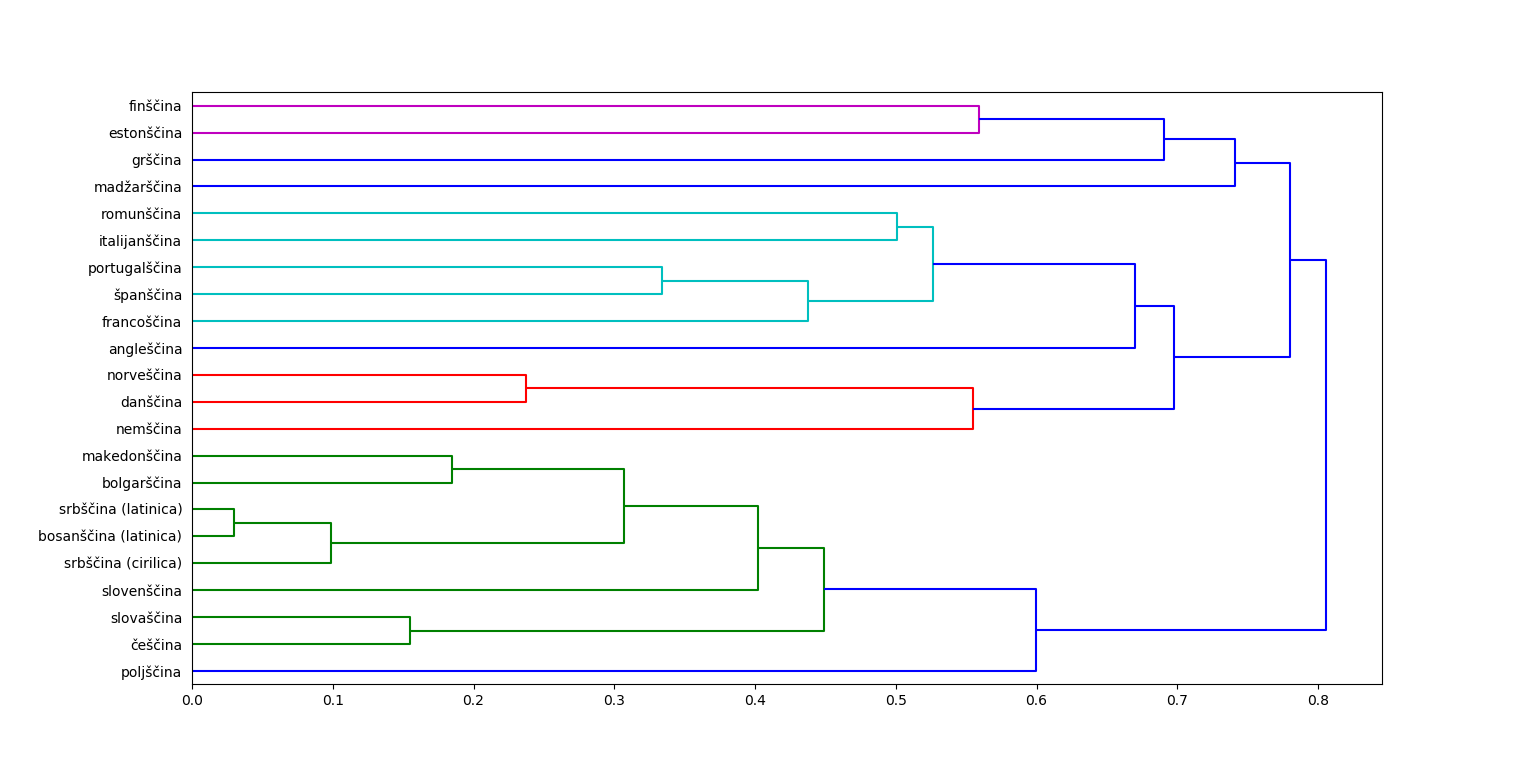 finščina
estonščina
grščina
madžarščina
romunščina
italijanščina
portugalščina
španščina
francoščina
angleščina
norveščina
danščina
nemščina
makedonščina
bolgarščina
srbščina (latinica)
bosanščina (latinica)
srbščina (cirilica)
slovenščina
slovaščina
češčina
poljščina
0.0 0.1 0.2 0.3 0.4 0.5 0.6 0.7 0.8